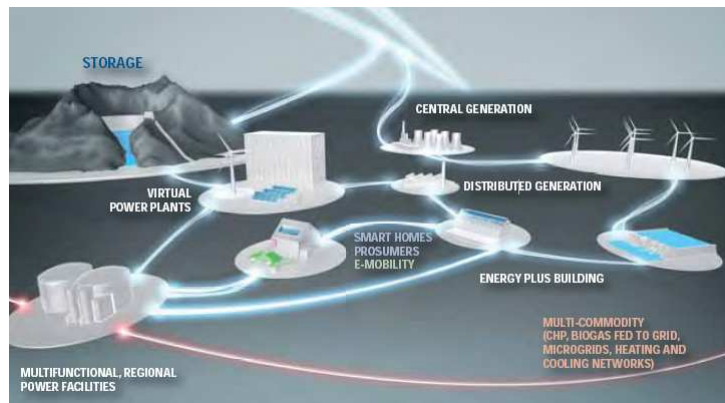 STORAGE
CENTRAL GENERATION
VIRTUAL
POWER PLANTS
DISTRIBUTED GENERATION
SMART HOMES
PROSUMERS
E-MOBILITY
ENERGY PLUS BUILDING
MULTI-COMMODITY
(CHP, BIOGAS FED TO GRID,
MICROGRIDS, HEATING AND
COOLING NETWORKS)
MULTIFUNCTIONAL, REGIONAL
POWER FACILITIES